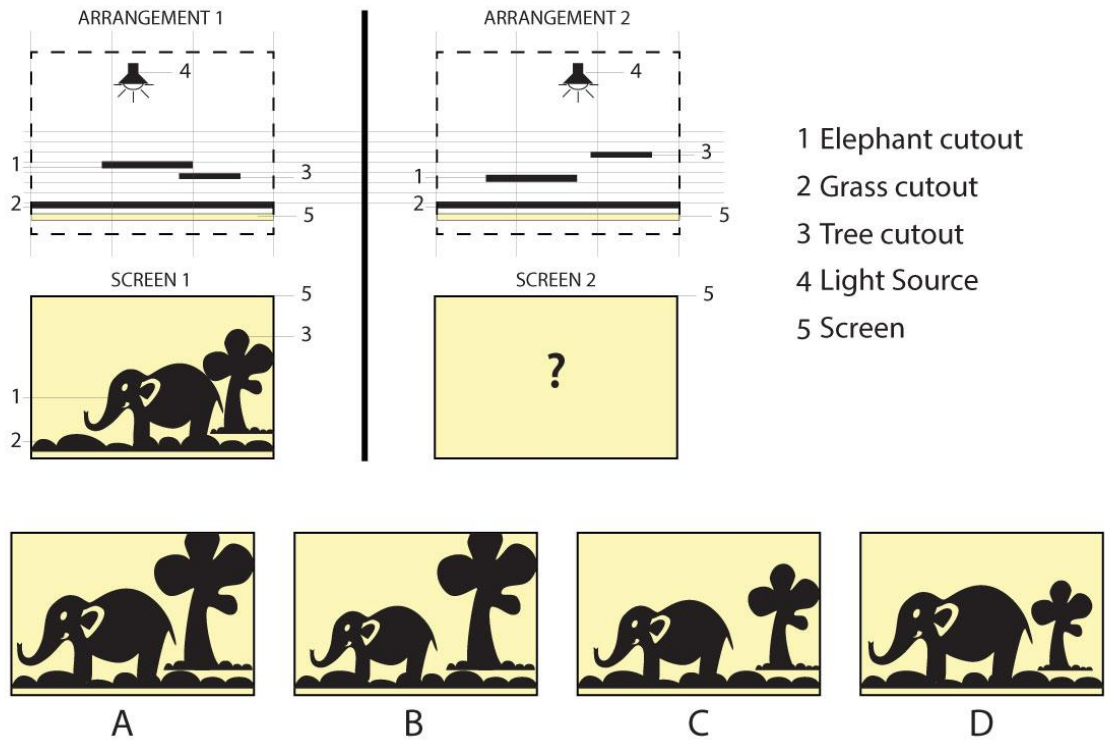 ARRANGEMENT 1
ARRANGEMENT 2
4
4
1
3
2
5
3
1
2
5
1 Elephant cutout
2 Grass cutout
3 Tree cutout
4 Light Source
5 Screen
SCREEN 1
SCREEN 2
5
3
1
2
5
?
A
B
C
D